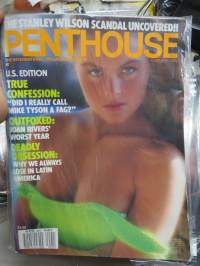 THE STANLEY WILSON SCANDAL UNCOVERED!!
PENTHOUSE
U.S. EDITION
TRUE
CONFESSION:
"DID I REALLY CALL
MIKE TYSON A FAG?"
OUTFOXED:
JOAN RIVERS'
WORST YEAR
DEADLY
OBSESSION:
WHY WE ALWAYS
LOSE IN LATIN
AMERICA